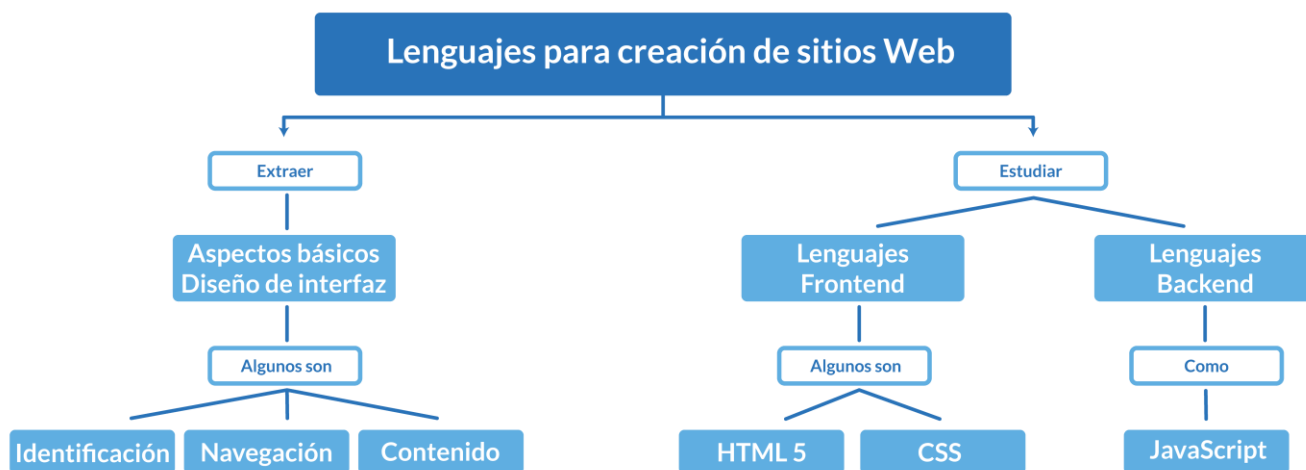 Lenguajes para creación de sitios Web
Extraer
Estudiar
Aspectos básicos
Diseño de interfaz
Lenguajes
Frontend
Lenguajes
Backend
Algunos son
Algunos son
Como
Identificación
Navegación
Contenido
HTML 5
CSS
JavaScript